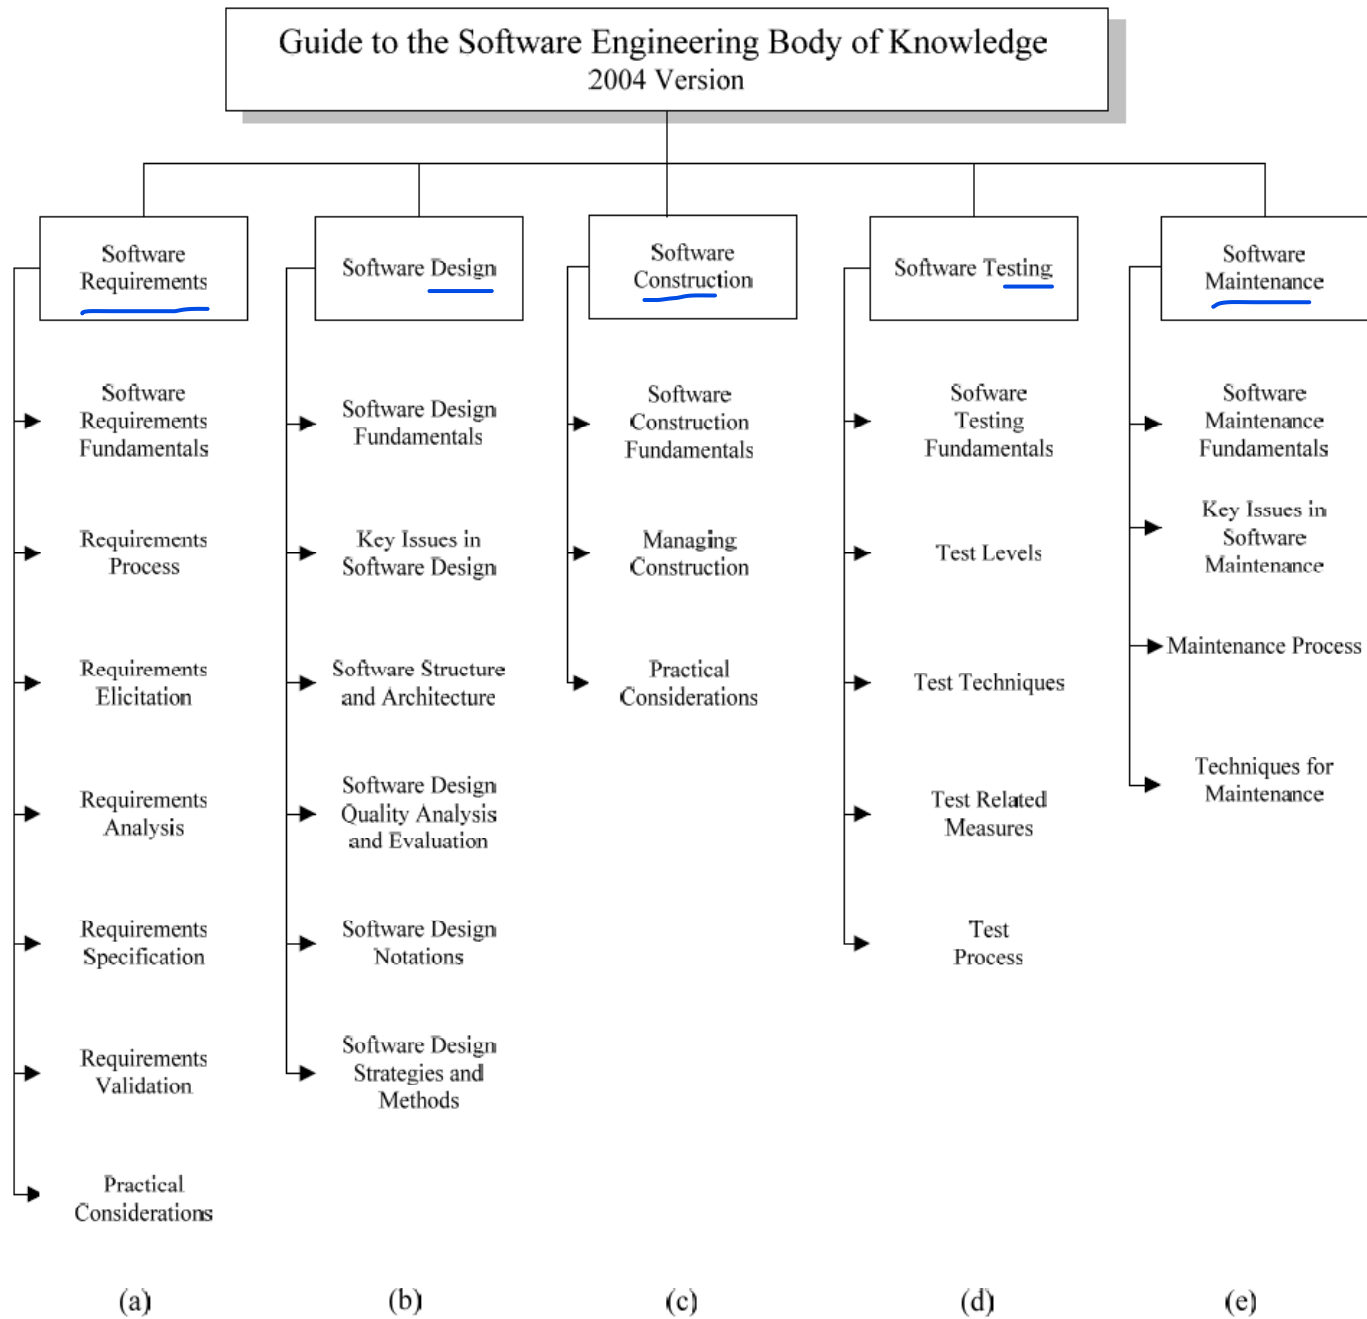 Guide to the Software Engineering Body of Knowledge
2004 Version
Software
Requirements
Software Design
Software
Construction
Software Testing
Software
Maintenance
Software
Requirements
Fundamentals
Requirements
Process
Requirements
Elicitation
Requirements
Analysis
Requirements
Specification
Requirements
Validation
Practical
Considerations
Software Design
Fundamentals
Key Issues in
Software Design
Software Structure
and Architecture
Software Design
Quality Analysis
and Evaluation
Software Design
Notations
Software Design
Strategies and
Methods
Software
Construction
Fundamentals
Managing
Construction
Practical
Considerations
Sofware
Testing
Fundamentals
Test Levels
Test Techniques
Test Related
Measures
Test
Process
Software
Maintenance
Fundamentals
Key Issues in
Software
Maintenance
Maintenance Process
Techniques for
Maintenance
(a)
(b)
(c)
(d)
(e)